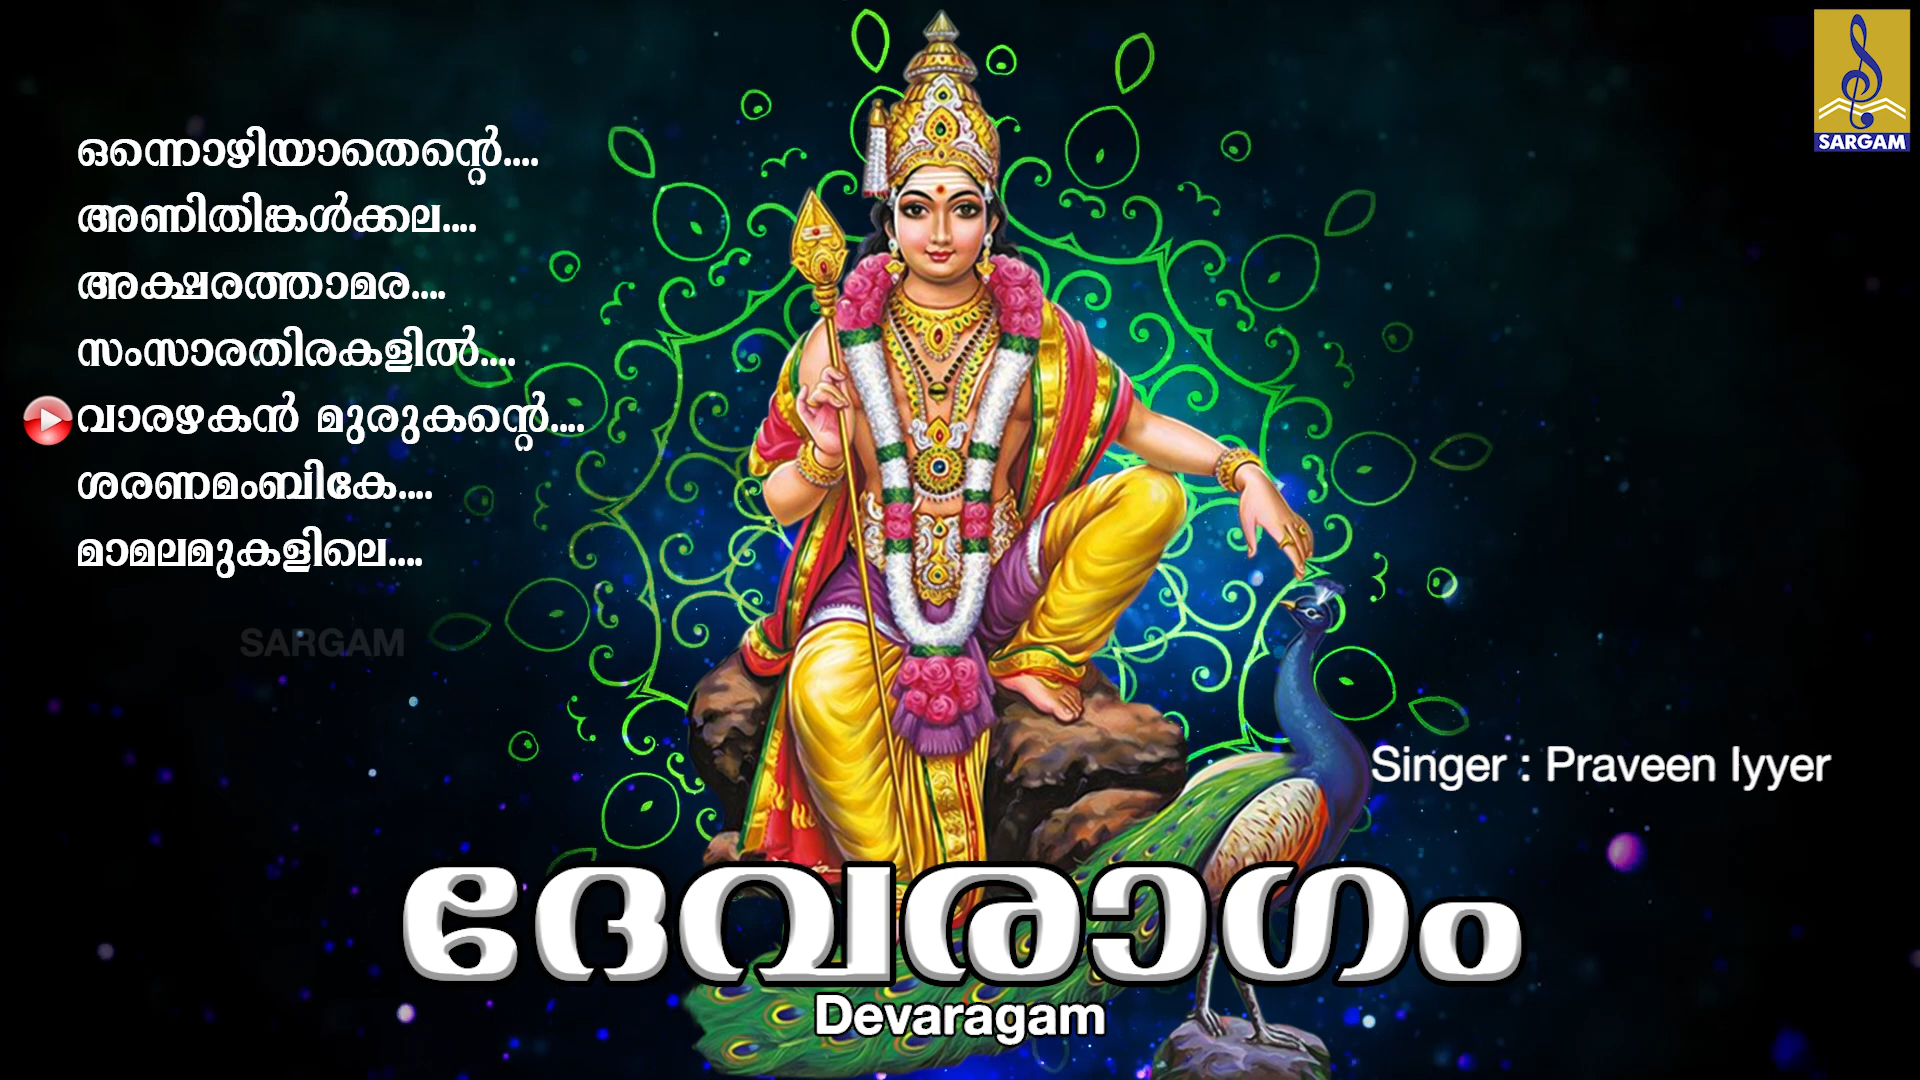 SARGAM
ഒന്നൊഴിയാതെന്റെ....
അണിതിങ്കൾക്കല....
അക്ഷരത്താമര....
സംസാരതിരകളിൽ....
വാരഴകൻ മുരുകന്റെ....
ശരണമംബികേ....
മാമലമുകളിലെ....
SARGAM
Singer : Praveen Iyyer
ദേവരാഗം
Devaragam